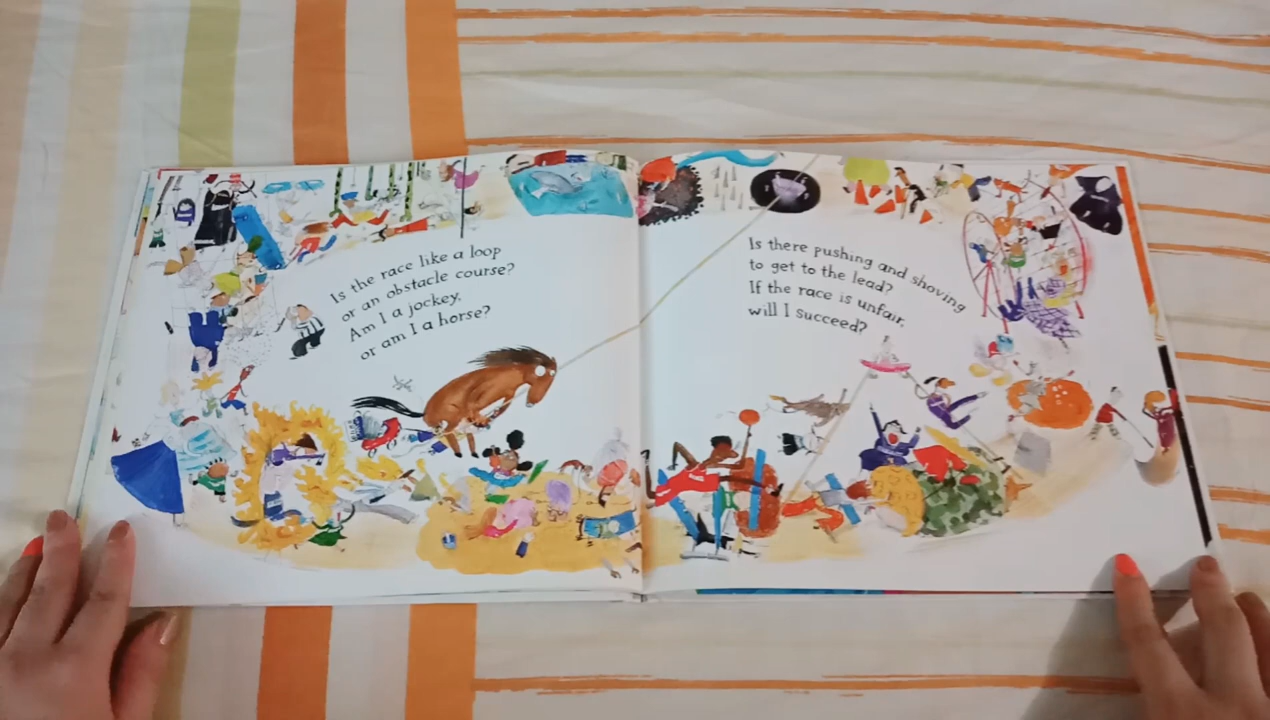 Is the race like a loop
or an obstacle course?
Am I a jockey,
or am I a horse?
Is there pushing and shoving
to get to the lead?
If the race is unfair,
will I succeed?